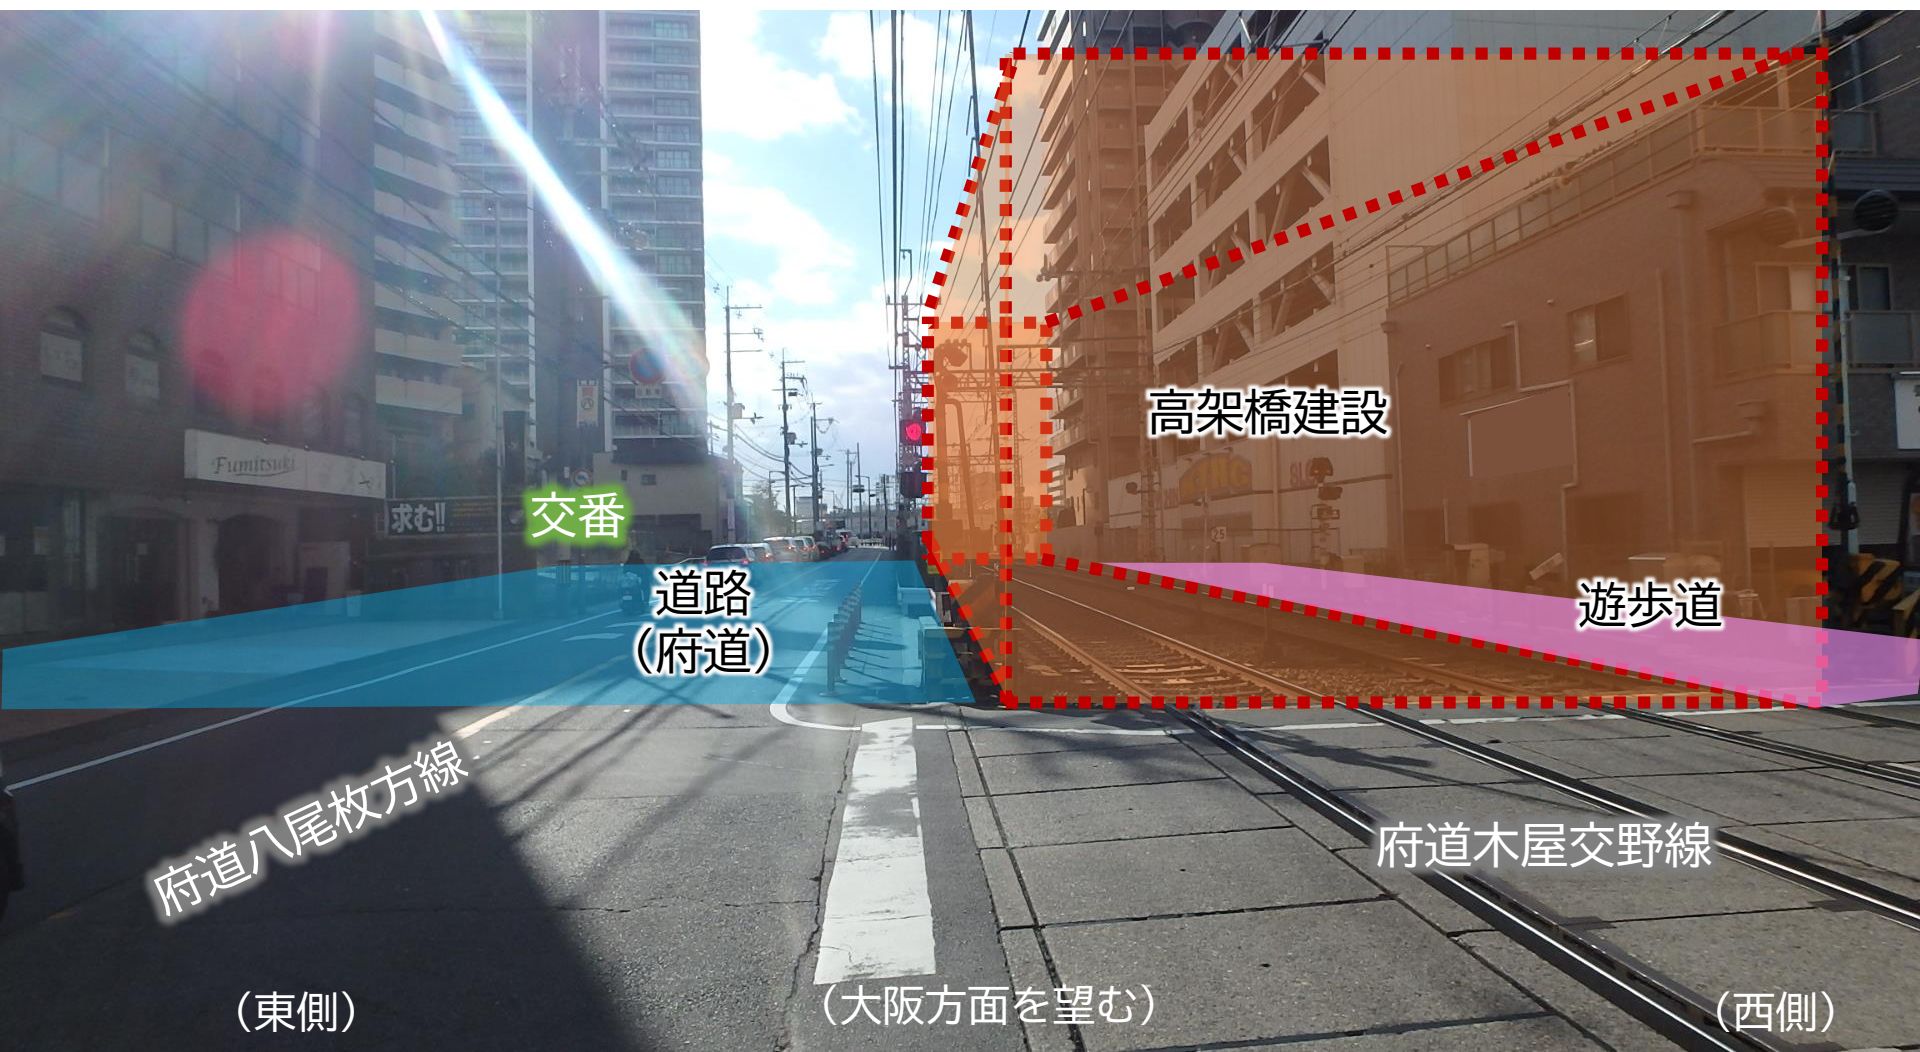 高架橋建設
Fumitsuki
求む!!
交番
25
道路
（府道）
遊歩道
府道八尾枚方線
府道木屋交野線
（東側）
（大阪方面を望む）
（西側）